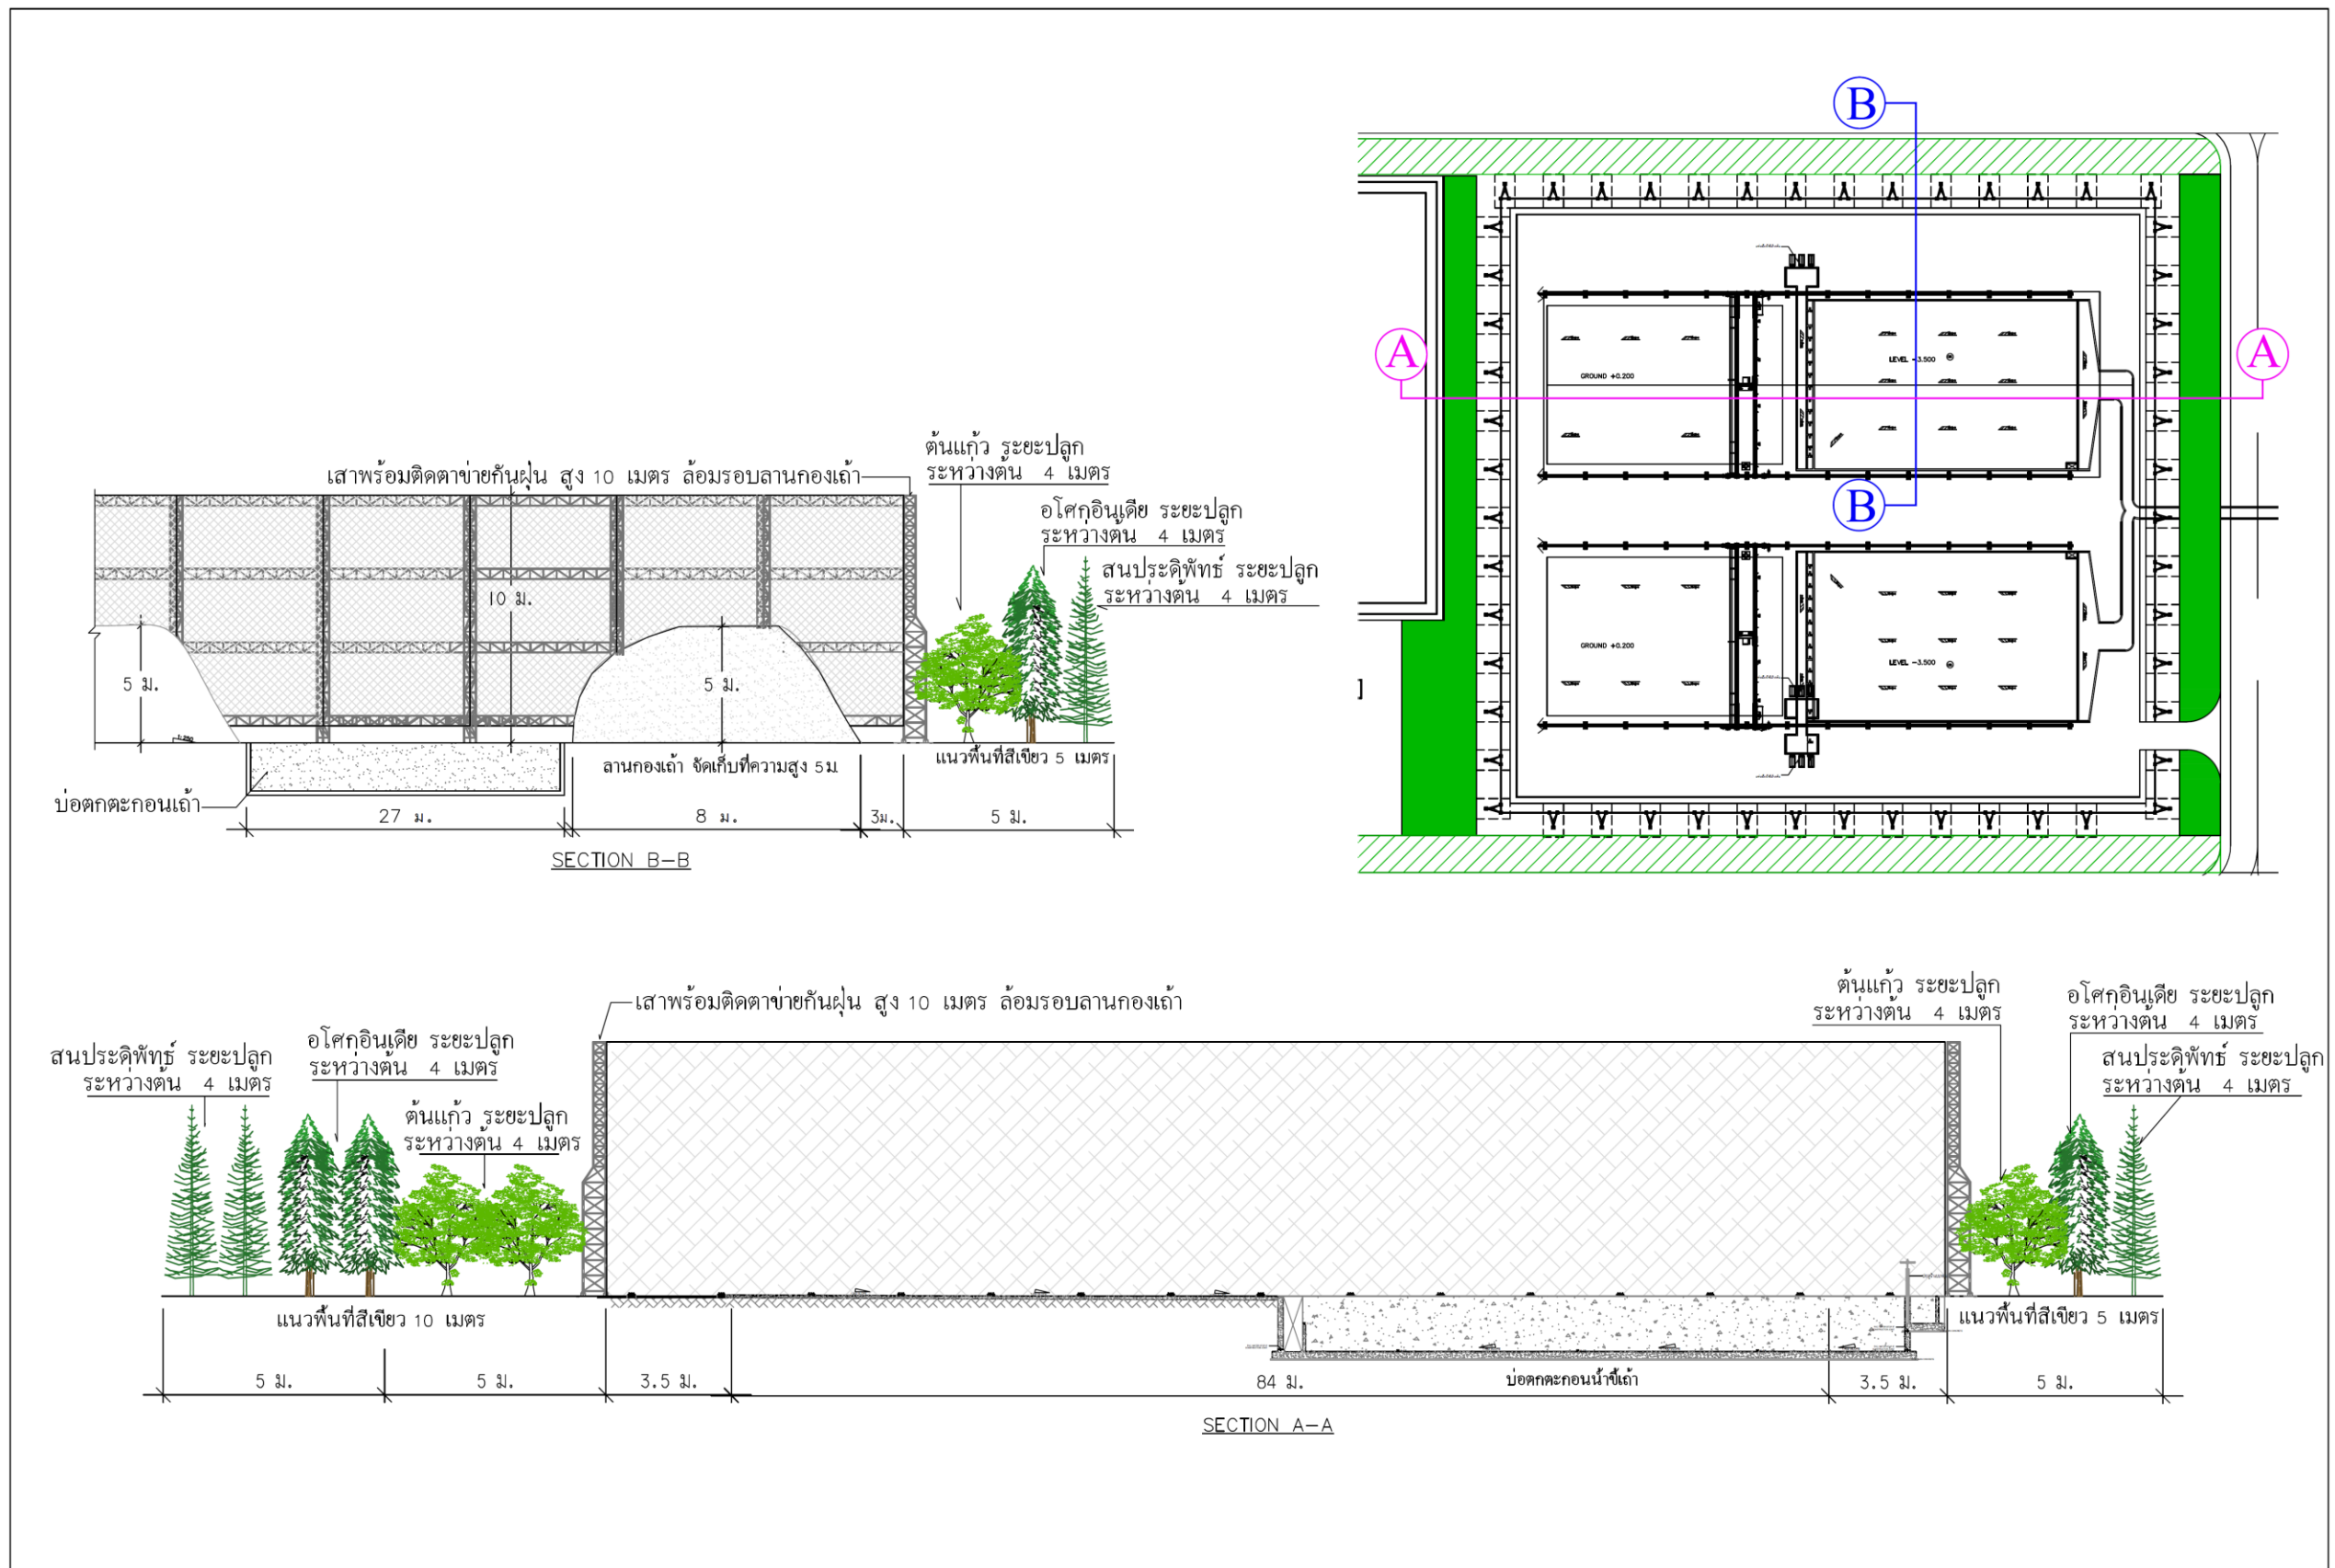 B
A
A
B
GROUND +0.200
LEVEL -3.500
GROUND +0.200
LEVEL -3.500
เสาพร้อมติดตาข่ายกันฝุ่น สูง 10 เมตร ล้อมรอบลานกองเถ้า
ต้นแก้ว ระยะปลูก
ระหว่างต้น 4 เมตร
อโศกอินเดีย ระยะปลูก
ระหว่างต้น 4 เมตร
สนประดิพัทธ์ ระยะปลูก
ระหว่างต้น 4 เมตร
10 ม.
5 ม.
5 ม.
บ่อตกตะกอนเถ้า
ลานกองเถ้า จัดเก็บที่ความสูง 5 ม.
แนวพื้นที่สีเขียว 5 เมตร
27 ม.
8 ม.
3 ม.
5 ม.
SECTION B-B
เสาพร้อมติดตาข่ายกันฝุ่น สูง 10 เมตร ล้อมรอบลานกองเถ้า
สนประดิพัทธ์ ระยะปลูก
ระหว่างต้น 4 เมตร
อโศกอินเดีย ระยะปลูก
ระหว่างต้น 4 เมตร
ต้นแก้ว ระยะปลูก
ระหว่างต้น 4 เมตร
ต้นแก้ว ระยะปลูก
ระหว่างต้น 4 เมตร
อโศกอินเดีย ระยะปลูก
ระหว่างต้น 4 เมตร
สนประดิพัทธ์ ระยะปลูก
ระหว่างต้น 4 เมตร
แนวพื้นที่สีเขียว 10 เมตร
แนวพื้นที่สีเขียว 5 เมตร
5 ม.
5 ม.
3.5 ม.
84 ม.
บ่อตกตะกอนน้ำขี้เถ้า
3.5 ม.
5 ม.
SECTION A-A